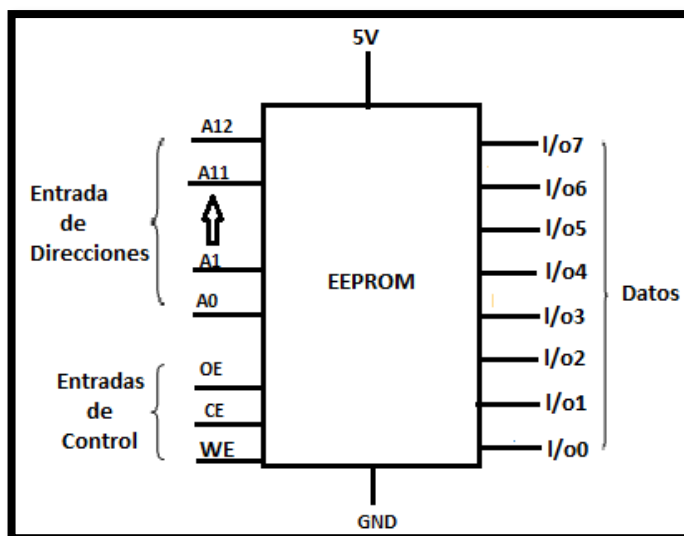 5V
A12
A11
A1
A0
Entrada
de
Direcciones
OE
CE
WE
Entradas
de
Control
EEPROM
I/o7
I/o6
I/o5
I/o4
I/o3
I/o2
I/o1
I/o0
Datos
GND